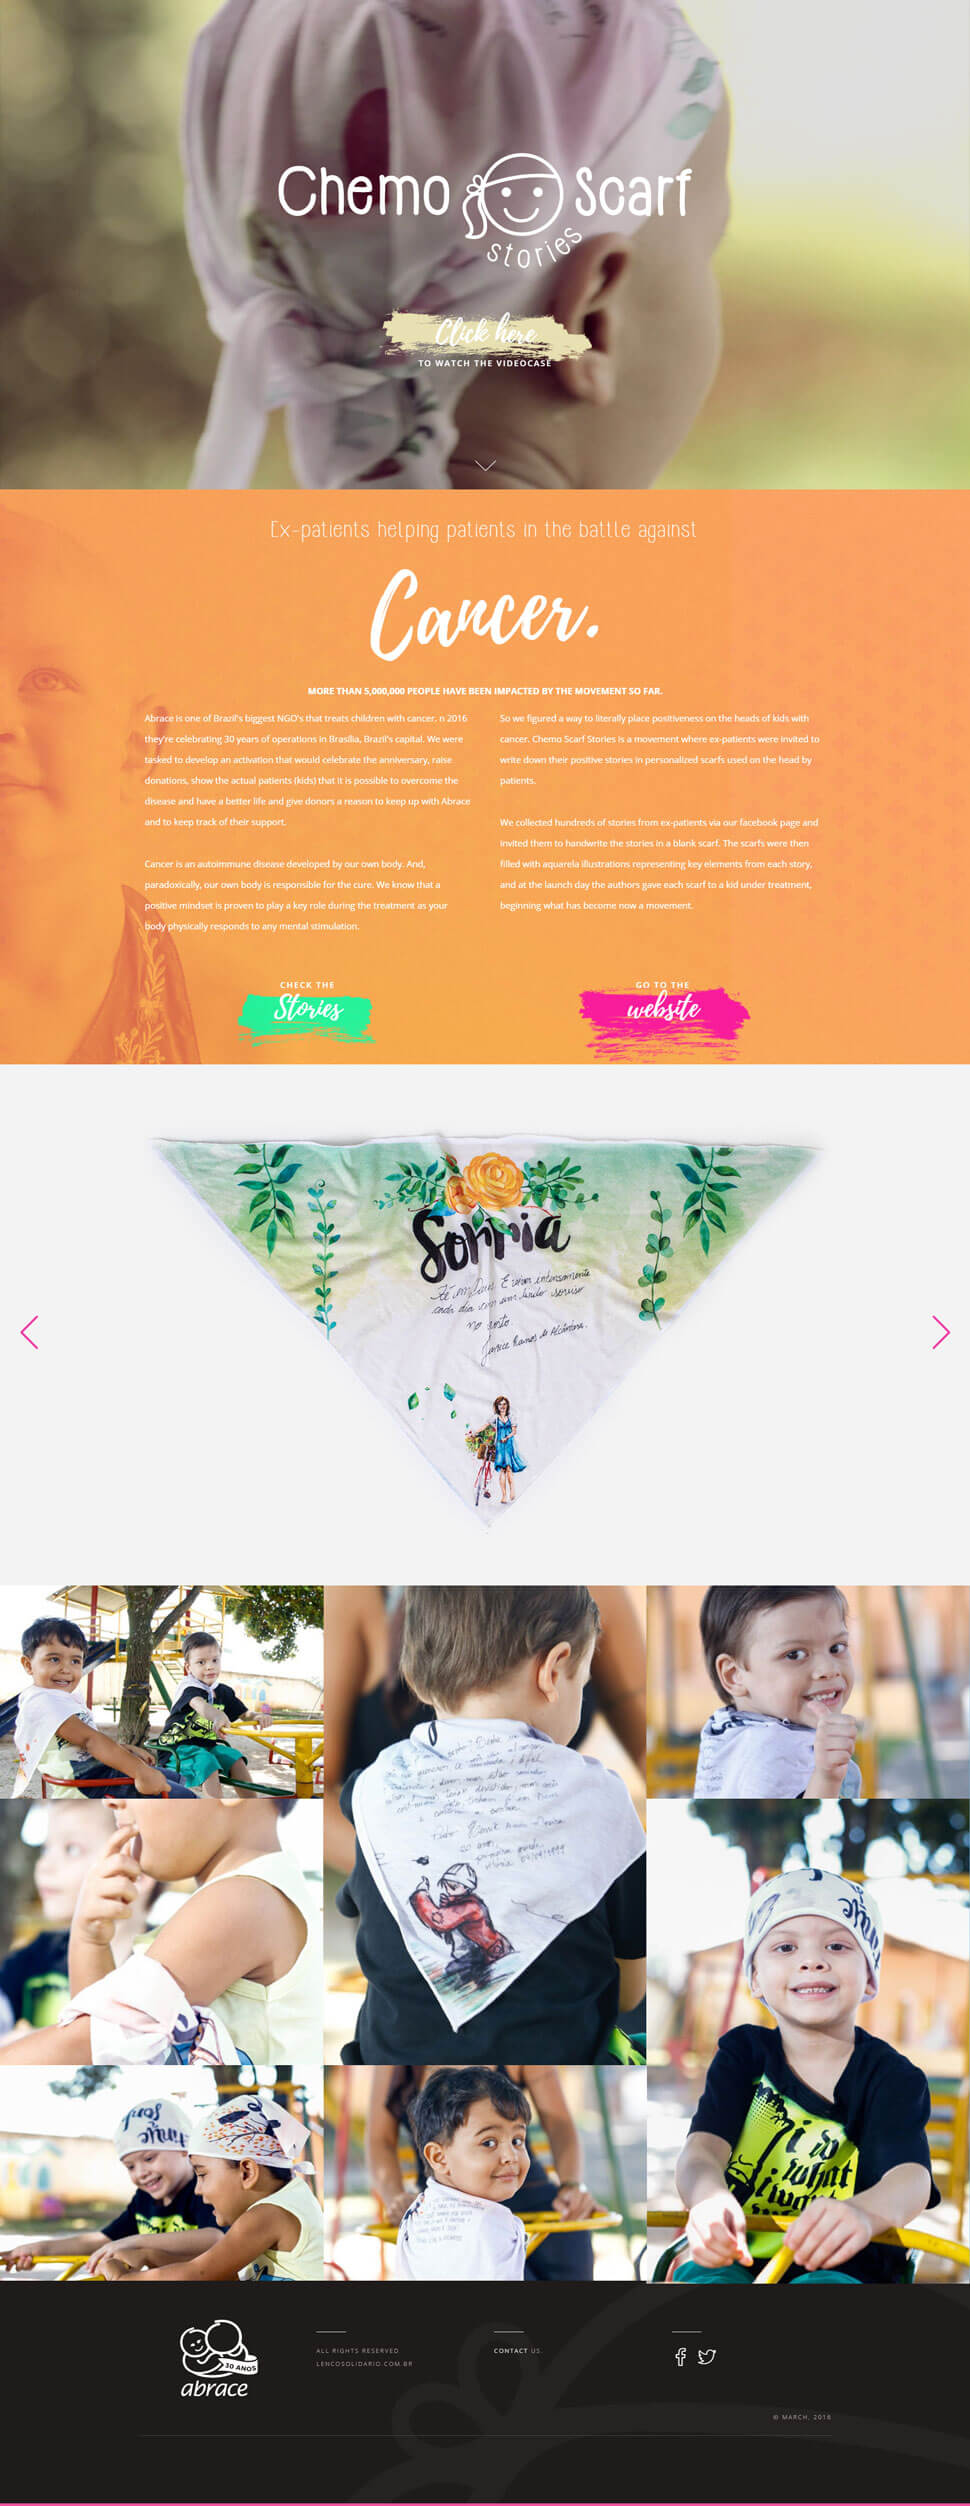 Chemo Scarf
stories
Click here
TO WATCH THE VIDEOCASE
Ex-patients helping patients in the battle against
Cancer.
MORE THAN 5,000,000 PEOPLE HAVE BEEN IMPACTED BY THE MOVEMENT SO FAR.
Abrace is one of Brazil's biggest NGO's that treats children with cancer. n 2016
they're celebrating 30 years of operations in Brasília, Brazil's capital. We were
tasked to develop an activation that would celebrate the anniversary, raise
donations, show the actual patients (kids) that it is possible to overcome the
disease and have a better life and give donors a reason to keep up with Abrace
and to keep track of their support.
Cancer is an autoimmune disease developed by our own body. And,
paradoxically, our own body is responsible for the cure. We know that a
positive mindset is proven to play a key role during the treatment as your
body physically responds to any mental stimulation.
So we figured a way to literally place positiveness on the heads of kids with
cancer. Chemo Scarf Stories is a movement where ex-patients were invited to
write down their positive stories in personalized scarfs used on the head by
patients.
We collected hundreds of stories from ex-patients via our facebook page and
invited them to handwrite the stories in a blank scarf. The scarfs were then
filled with aquarela illustrations representing key elements from each story,
and at the launch day the authors gave each scarf to a kid under treatment,
beginning what has become now a movement.
CHECK THE
Stories
GO TO THE
website
Sorria
Fé em Deus. E viver intensamente
cada dia com um lindo sorriso
no rosto.
Janice Ramos de Alcântara.
i do
what
i want
30 ANOS
abrace
ALL RIGHTS RESERVED
LENCOSOLIDARIO.COM.BR
CONTACT US.
© MARCH, 2016